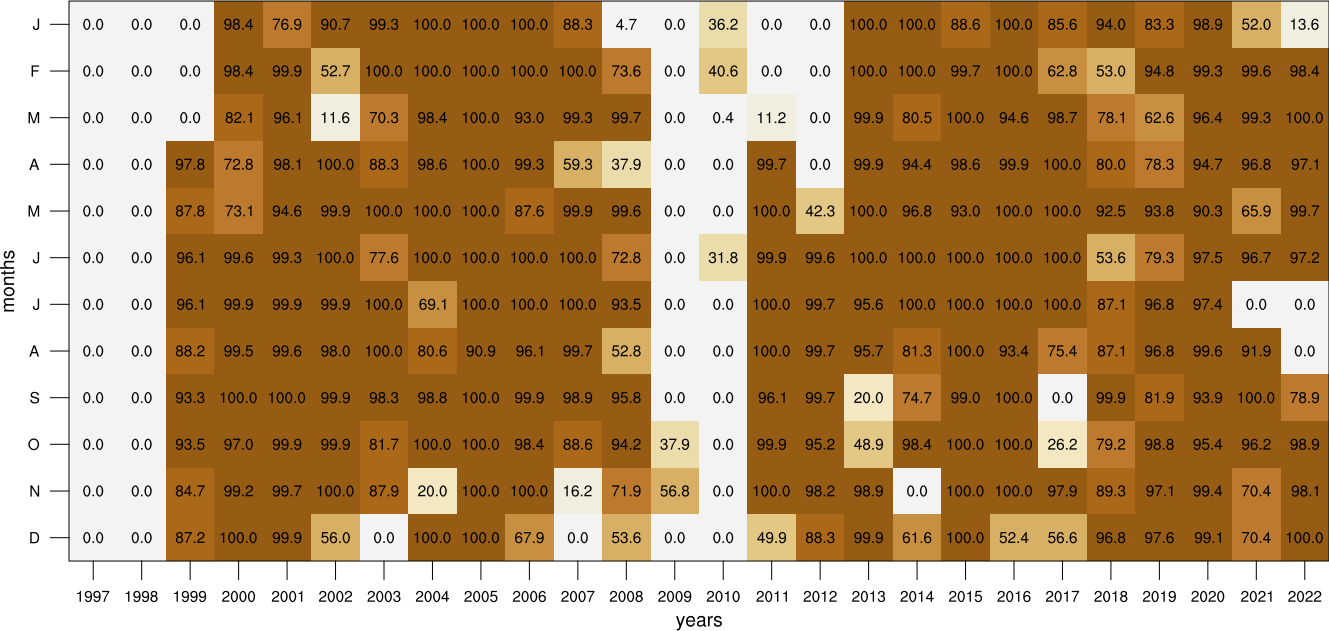 J 0.0 0.0 0.0 98.4 76.9 90.7 99.3 100.0 100.0 100.0 88.3 4.7 0.0 36.2 0.0 0.0 100.0 100.0 88.6 100.0 85.6 94.0 83.3 98.9 52.0 13.6
F 0.0 0.0 0.0 98.4 99.9 52.7 100.0 100.0 100.0 100.0 100.0 73.6 0.0 40.6 0.0 0.0 100.0 100.0 99.7 100.0 62.8 53.0 94.8 99.3 99.6 98.4
M 0.0 0.0 0.0 82.1 96.1 11.6 70.3 98.4 100.0 93.0 99.3 99.7 0.0 0.4 11.2 0.0 99.9 80.5 100.0 94.6 98.7 78.1 62.6 96.4 99.3 100.0
A 0.0 0.0 97.8 72.8 98.1 100.0 88.3 98.6 100.0 99.3 59.3 37.9 0.0 0.0 99.7 0.0 99.9 94.4 98.6 99.9 100.0 80.0 78.3 94.7 96.8 97.1
M 0.0 0.0 87.8 73.1 94.6 99.9 100.0 100.0 100.0 87.6 99.9 99.6 0.0 0.0 100.0 42.3 100.0 96.8 93.0 100.0 100.0 92.5 93.8 90.3 65.9 99.7
J 0.0 0.0 96.1 99.6 99.3 100.0 77.6 100.0 100.0 100.0 100.0 72.8 0.0 31.8 99.9 99.6 100.0 100.0 100.0 100.0 100.0 53.6 79.3 97.5 96.7 97.2
months
J 0.0 0.0 96.1 99.9 99.9 99.9 100.0 69.1 100.0 100.0 100.0 93.5 0.0 0.0 100.0 99.7 95.6 100.0 100.0 100.0 100.0 87.1 96.8 97.4 0.0 0.0
A 0.0 0.0 88.2 99.5 99.6 98.0 100.0 80.6 90.9 96.1 99.7 52.8 0.0 0.0 100.0 99.7 95.7 81.3 100.0 93.4 75.4 87.1 96.8 99.6 91.9 0.0
S 0.0 0.0 93.3 100.0 100.0 99.9 98.3 98.8 100.0 99.9 98.9 95.8 0.0 0.0 96.1 99.7 20.0 74.7 99.0 100.0 0.0 99.9 81.9 93.9 100.0 78.9
O 0.0 0.0 93.5 97.0 99.9 99.9 81.7 100.0 100.0 98.4 88.6 94.2 37.9 0.0 99.9 95.2 48.9 98.4 100.0 100.0 26.2 79.2 98.8 95.4 96.2 98.9
N 0.0 0.0 84.7 99.2 99.7 100.0 87.9 20.0 100.0 100.0 16.2 71.9 56.8 0.0 100.0 98.2 98.9 0.0 100.0 100.0 97.9 89.3 97.1 99.4 70.4 98.1
D 0.0 0.0 87.2 100.0 99.9 56.0 0.0 100.0 100.0 67.9 0.0 53.6 0.0 0.0 49.9 88.3 99.9 61.6 100.0 52.4 56.6 96.8 97.6 99.1 70.4 100.0
1997 1998 1999 2000 2001 2002 2003 2004 2005 2006 2007 2008 2009 2010 2011 2012 2013 2014 2015 2016 2017 2018 2019 2020 2021 2022
years